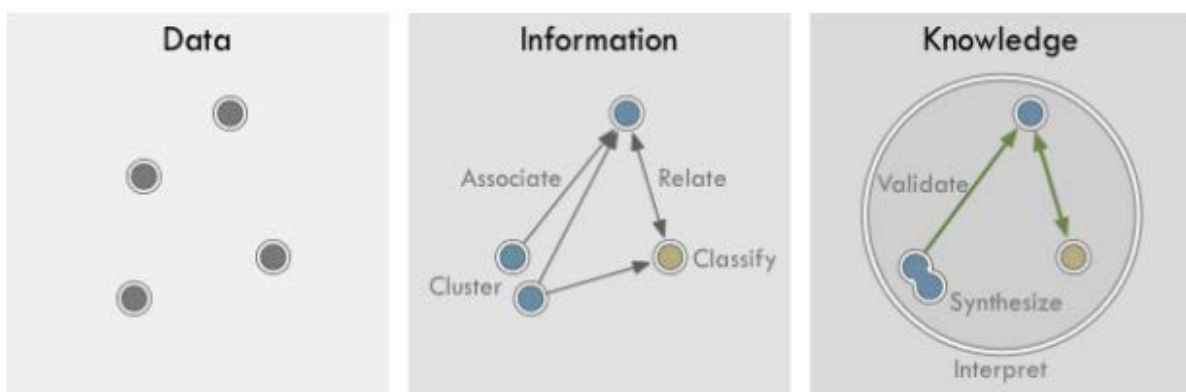 Data
Information
Associate
Relate
Cluster
Classify
Knowledge
Validate
Synthesize
Interpret